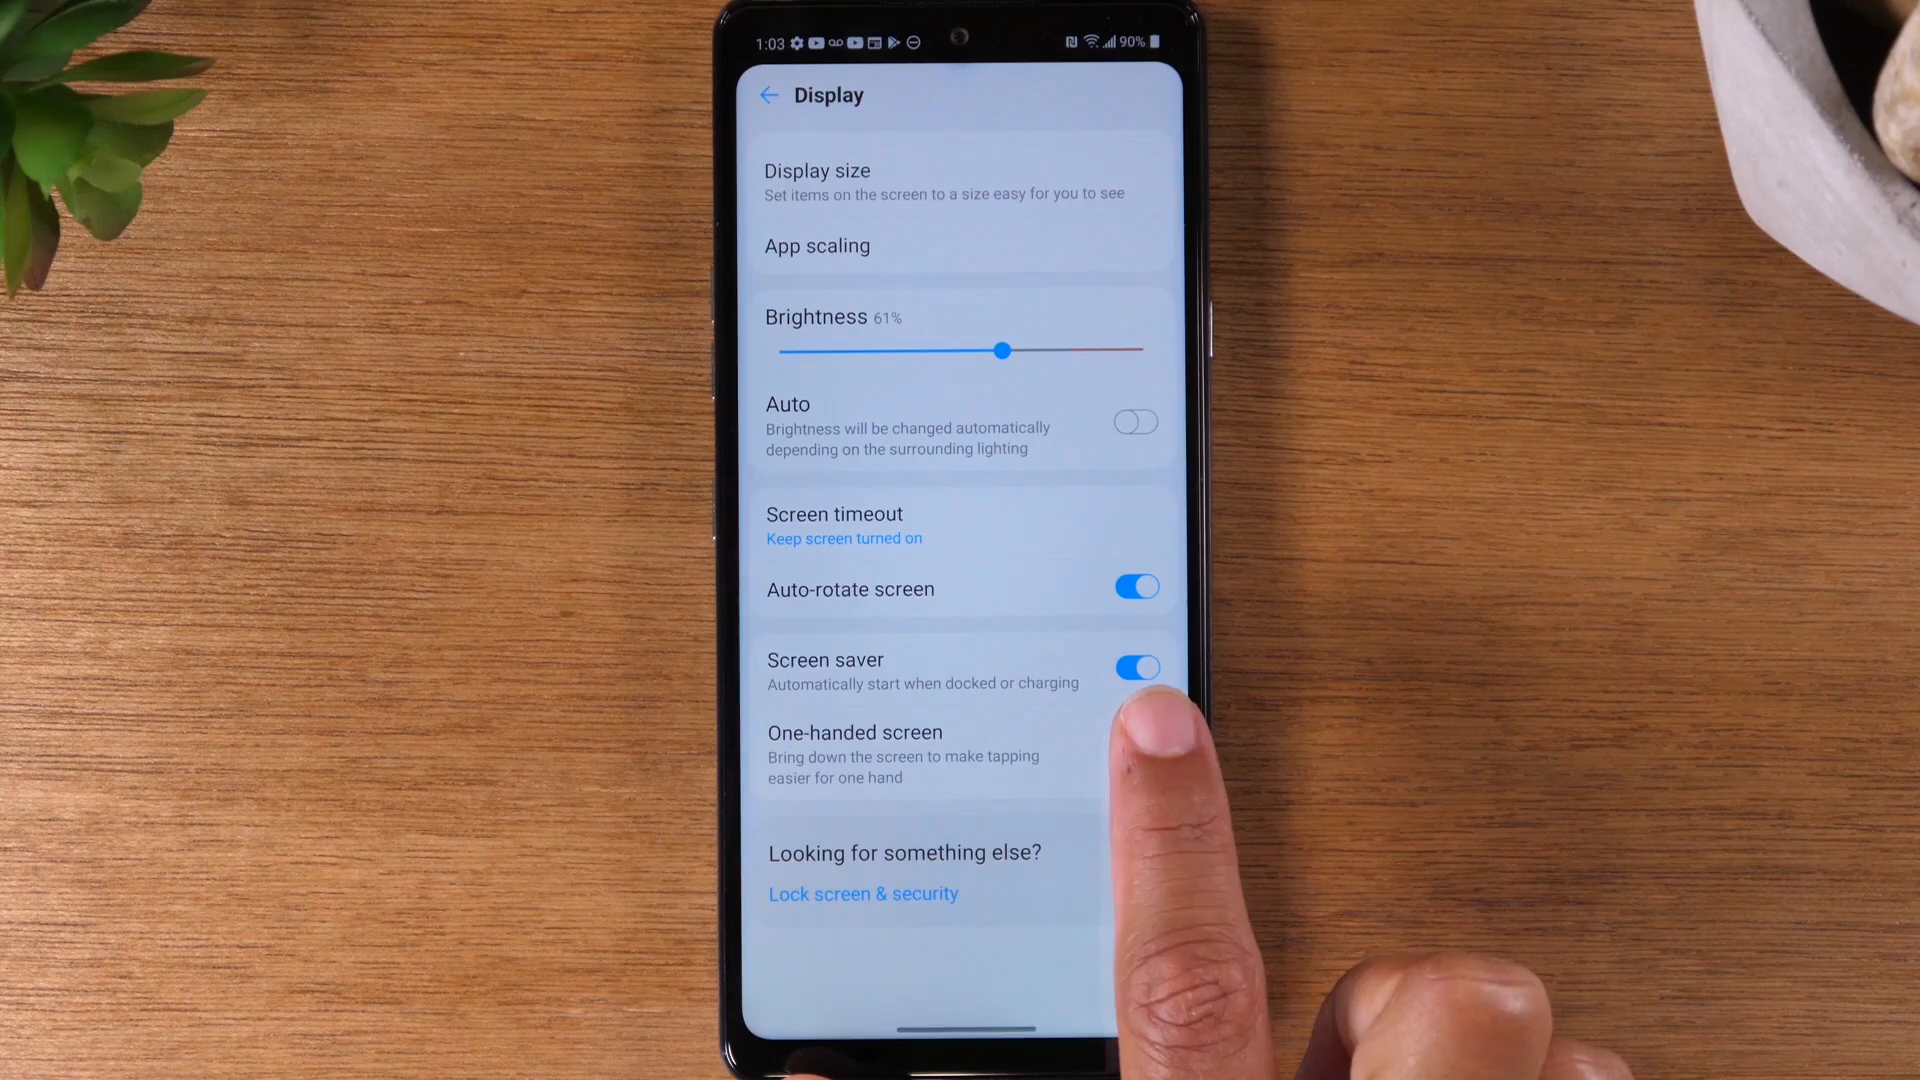 1:03 90%
Display
Display size
Set items on the screen to a size easy for you to see
App scaling
Brightness 61%
Auto
Brightness will be changed automatically
depending on the surrounding lighting
Screen timeout
Keep screen turned on
Auto-rotate screen
Screen saver
Automatically start when docked or charging
One-handed screen
Bring down the screen to make tapping
easier for one hand
Looking for something else?
Lock screen & security